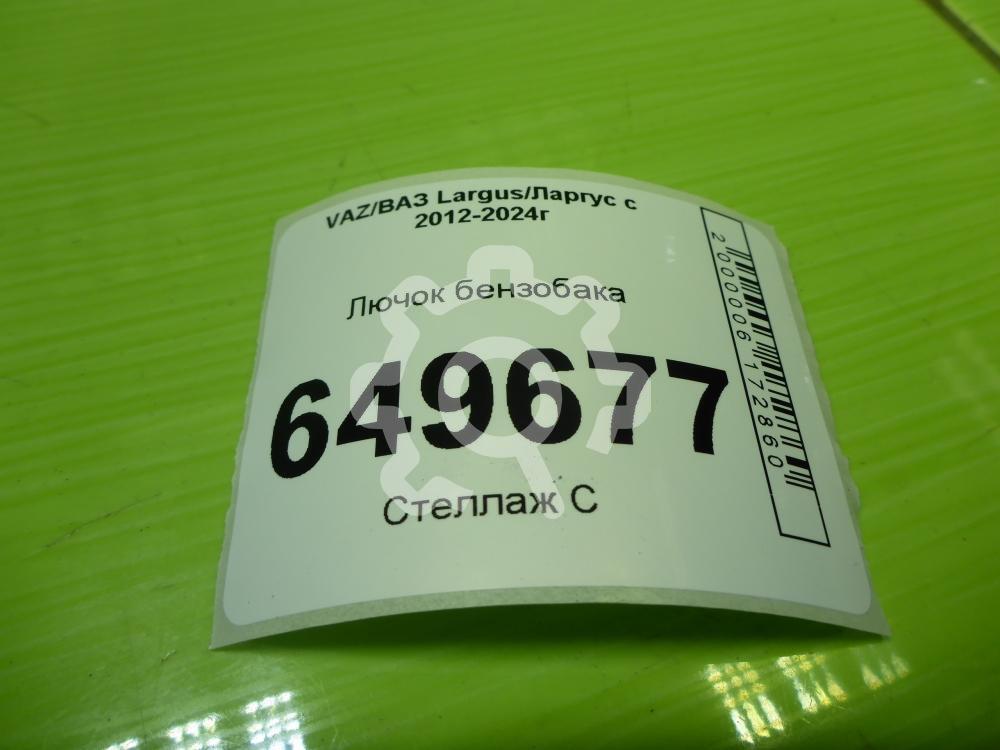 VAZ/ВАЗ Largus/Ларгус с
2012-2024г
Лючок бензобака
649677
Стеллаж С
2000006172860